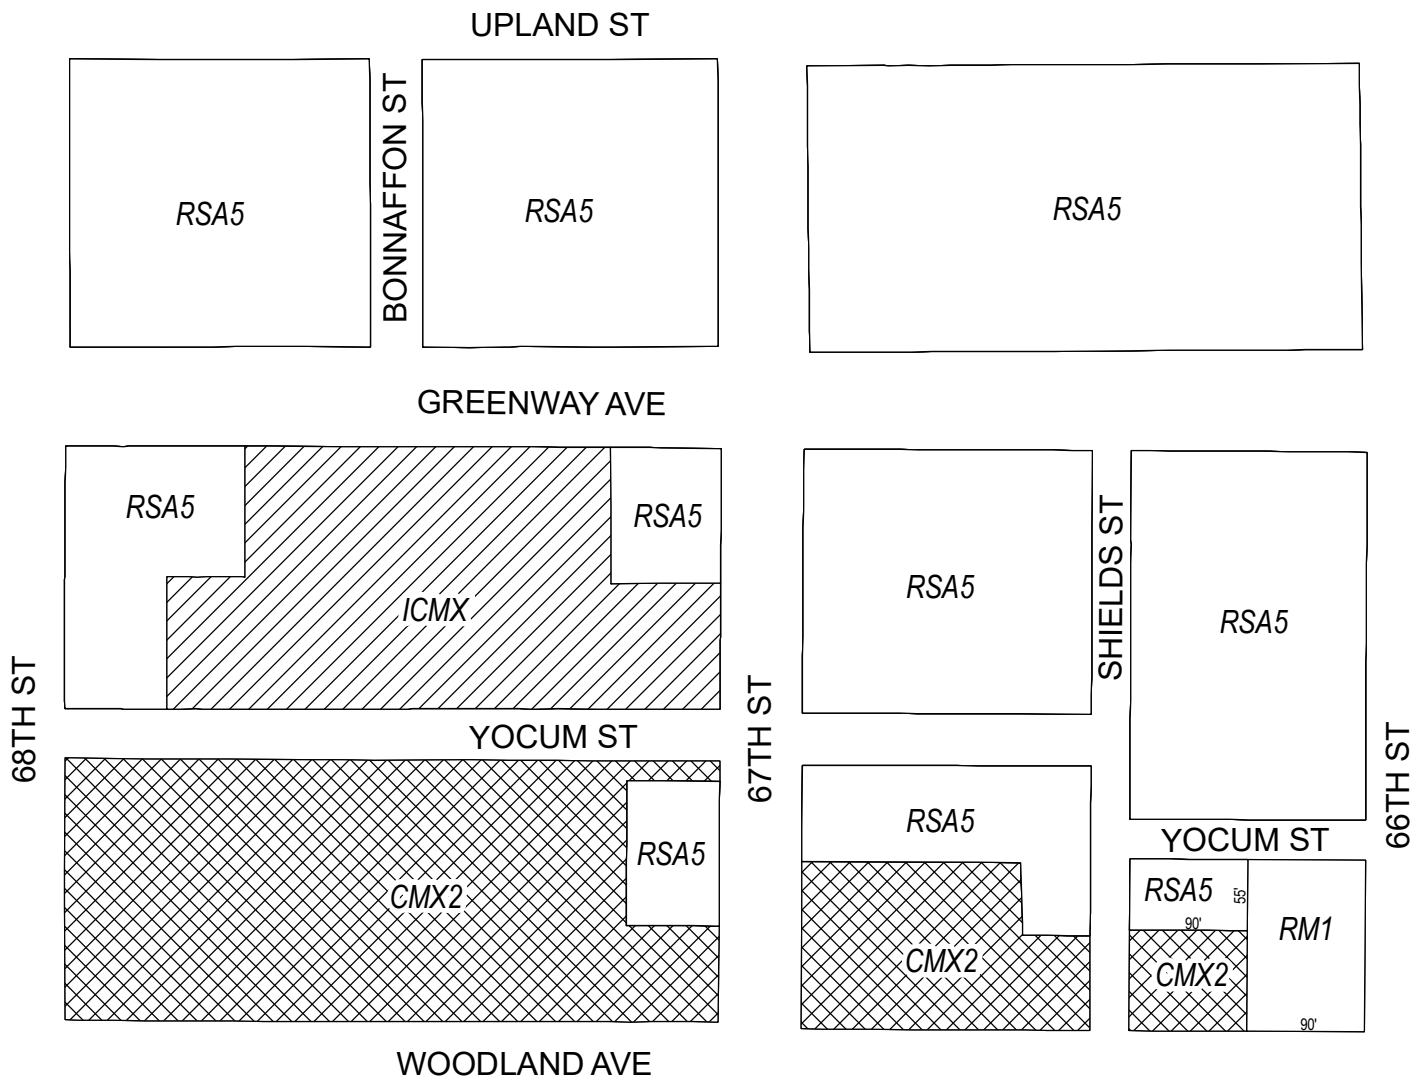 UPLAND ST
BONNAFFON ST
RSA5
RSA5
RSA5
GREENWAY AVE
RSA5
RSA5
ICMX
RSA5
SHIELDS ST
RSA5
68TH ST
YOCUM ST
67TH ST
66TH ST
RSA5
RSA5
CMX2
CMX2
YOCUM ST
RSA5
55'
90'
RM1
CMX2
90'
WOODLAND AVE